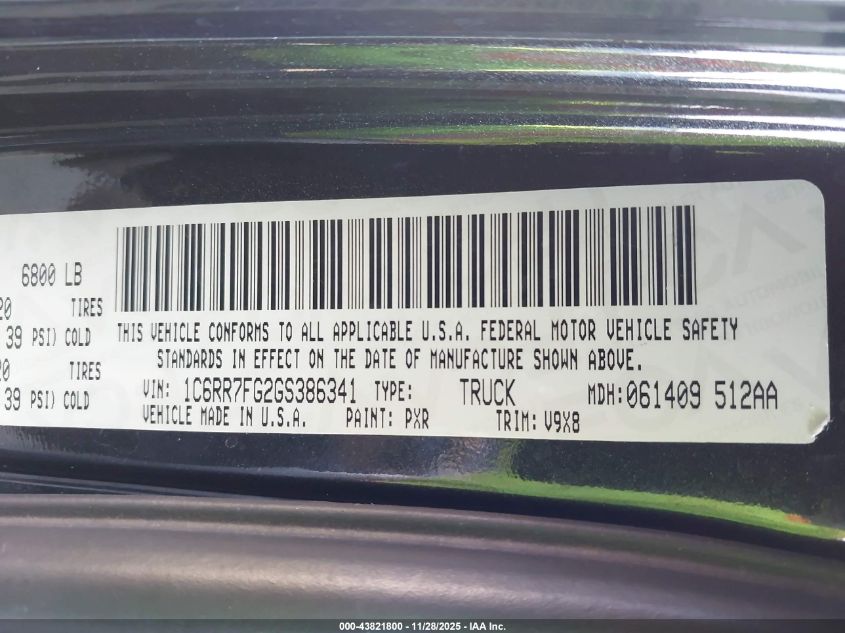 6800 LB
20 TIRES
39 PSI) COLD
20 TIRES
39 PSI) COLD
THIS VEHICLE CONFORMS TO ALL APPLICABLE U.S.A. FEDERAL MOTOR VEHICLE SAFETY
STANDARDS IN EFFECT ON THE DATE OF MANUFACTURE SHOWN ABOVE.
VIN: 1C6RR7FG2GS386341 TYPE: TRUCK MDH:061409 512AA
VEHICLE MADE IN U.S.A. PAINT: PXR TRIM:V9X8
000-43821800 - 11/28/2025 - IAA Inc.